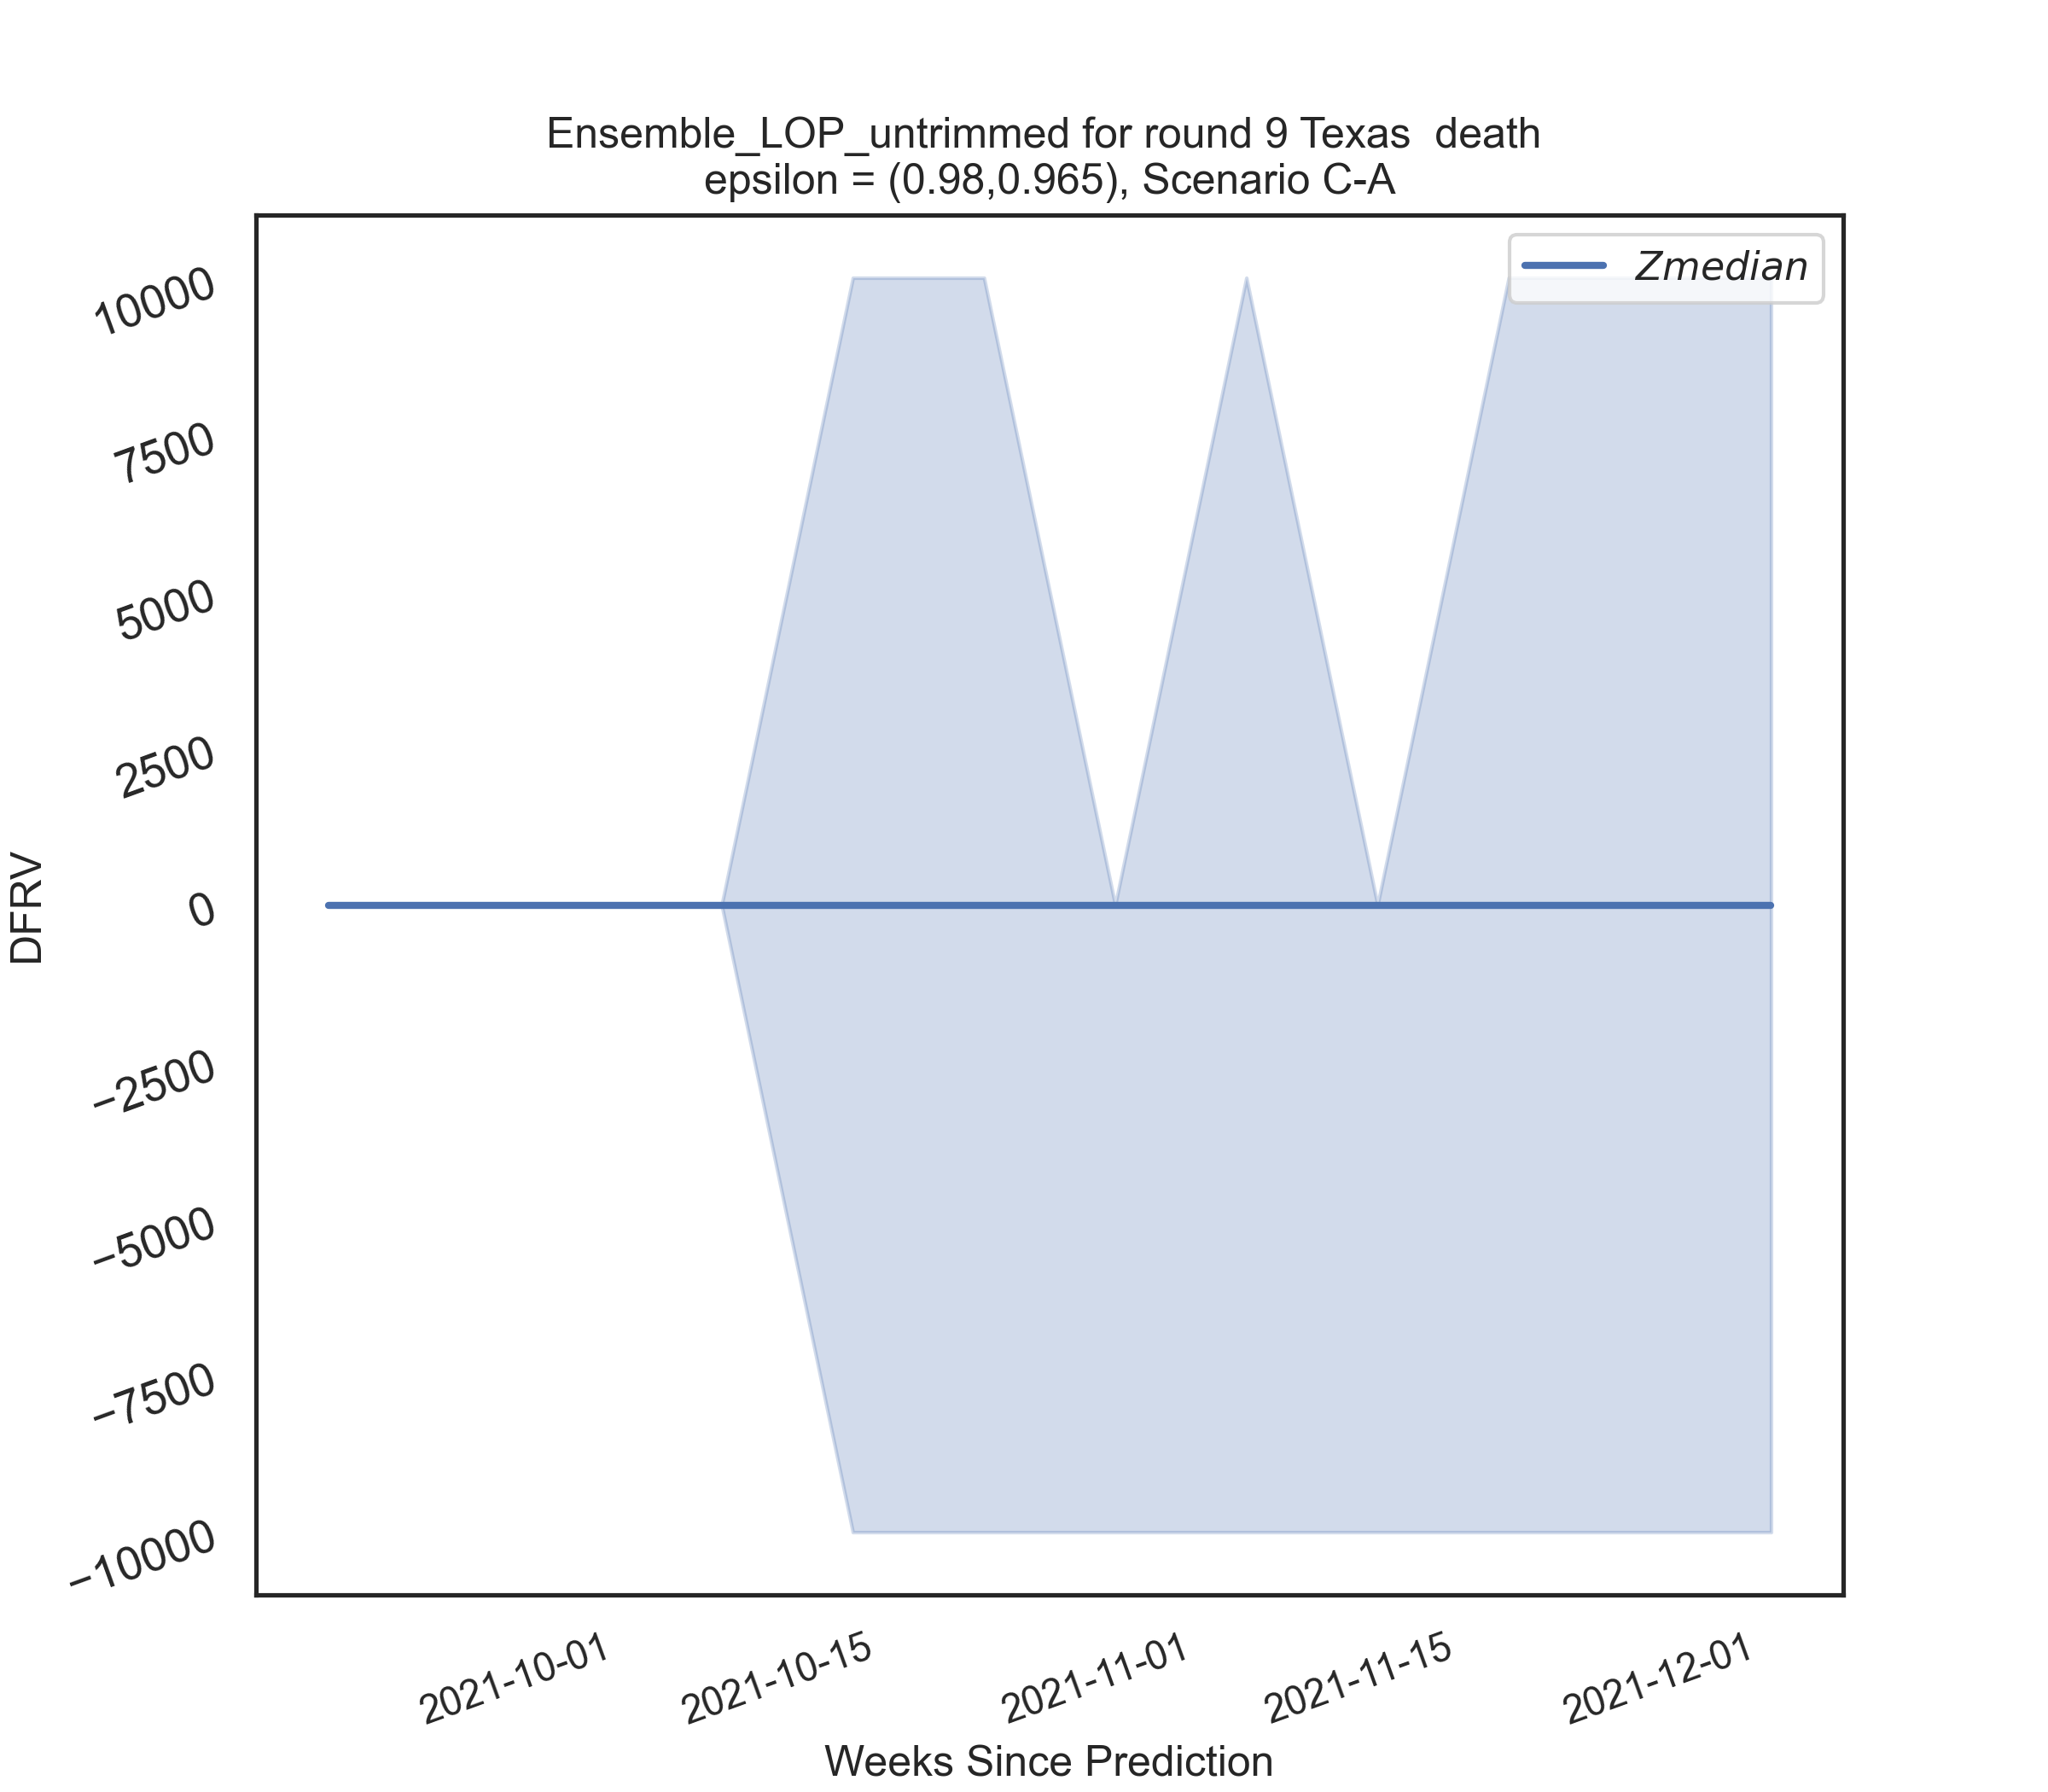 Ensemble_LOP_untrimmed for round 9 Texas  death
epsilon = (0.98,0.965), Scenario C-A
Zmedian
10000
7500
5000
2500
0
−2500
−5000
−7500
−10000
DFRV
2021-10-01
2021-10-15
2021-11-01
2021-11-15
2021-12-01
Weeks Since Prediction